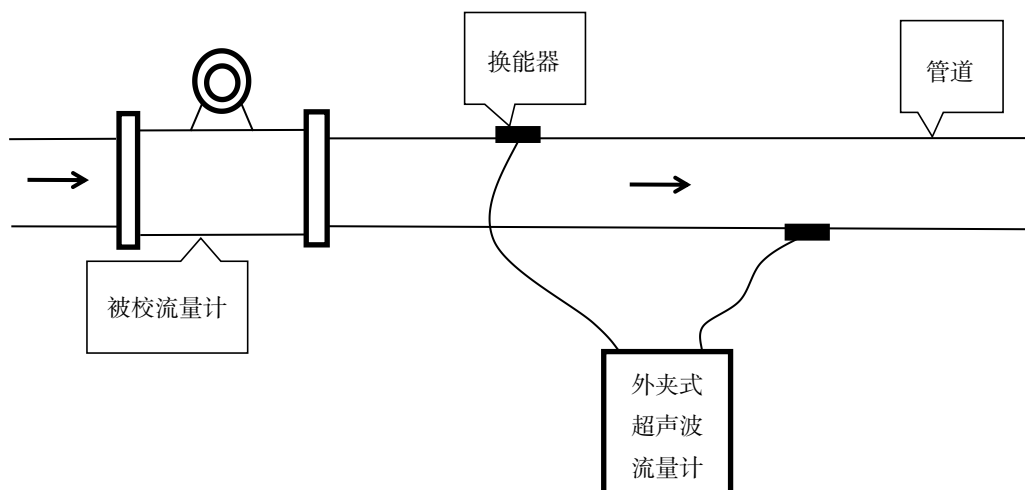 换能器
管道
被校流量计
外夹式
超声波
流量计